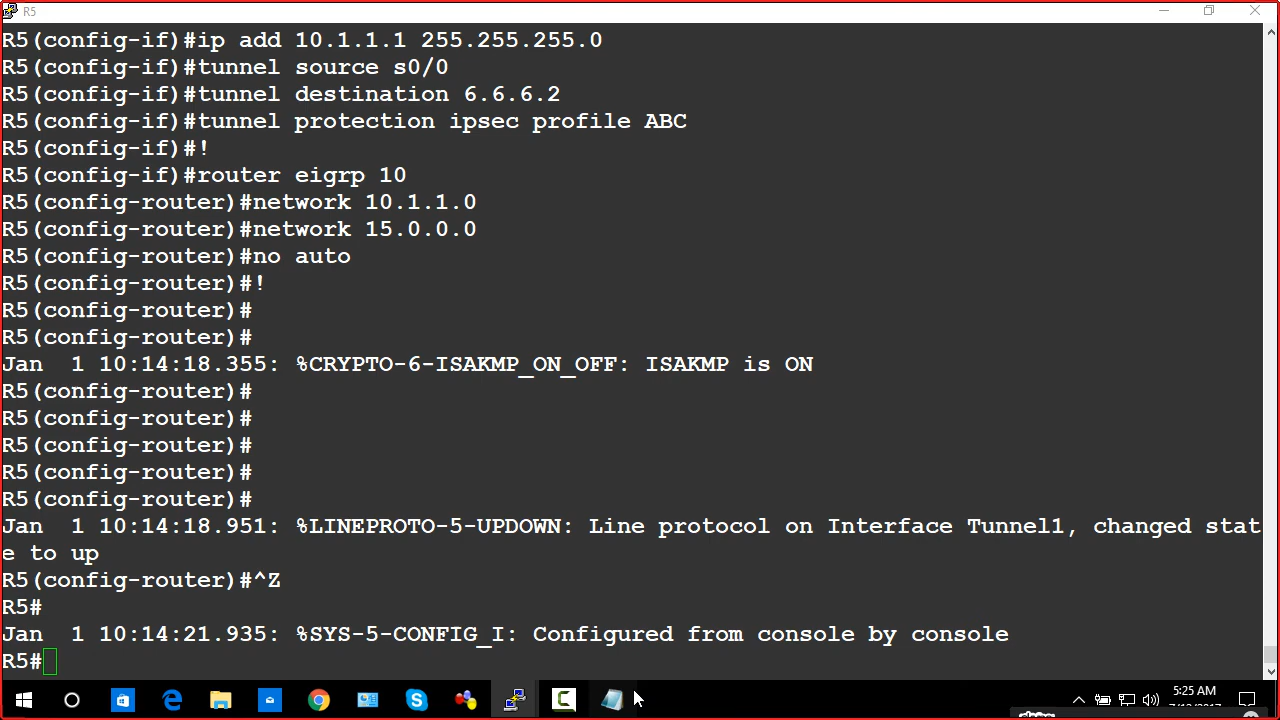 R5
R5(config-if)#ip add 10.1.1.1 255.255.255.0
R5(config-if)#tunnel source s0/0
R5(config-if)#tunnel destination 6.6.6.2
R5(config-if)#tunnel protection ipsec profile ABC
R5(config-if)#!
R5(config-if)#router eigrp 10
R5(config-router)#network 10.1.1.0
R5(config-router)#network 15.0.0.0
R5(config-router)#no auto
R5(config-router)#!
R5(config-router)#
R5(config-router)#
Jan  1 10:14:18.355: %CRYPTO-6-ISAKMP_ON_OFF: ISAKMP is ON
R5(config-router)#
R5(config-router)#
R5(config-router)#
R5(config-router)#
R5(config-router)#
Jan  1 10:14:18.951: %LINEPROTO-5-UPDOWN: Line protocol on Interface Tunnel1, changed stat
e to up
R5(config-router)#^Z
R5#
Jan  1 10:14:21.935: %SYS-5-CONFIG_I: Configured from console by console
R5#
5:25 AM